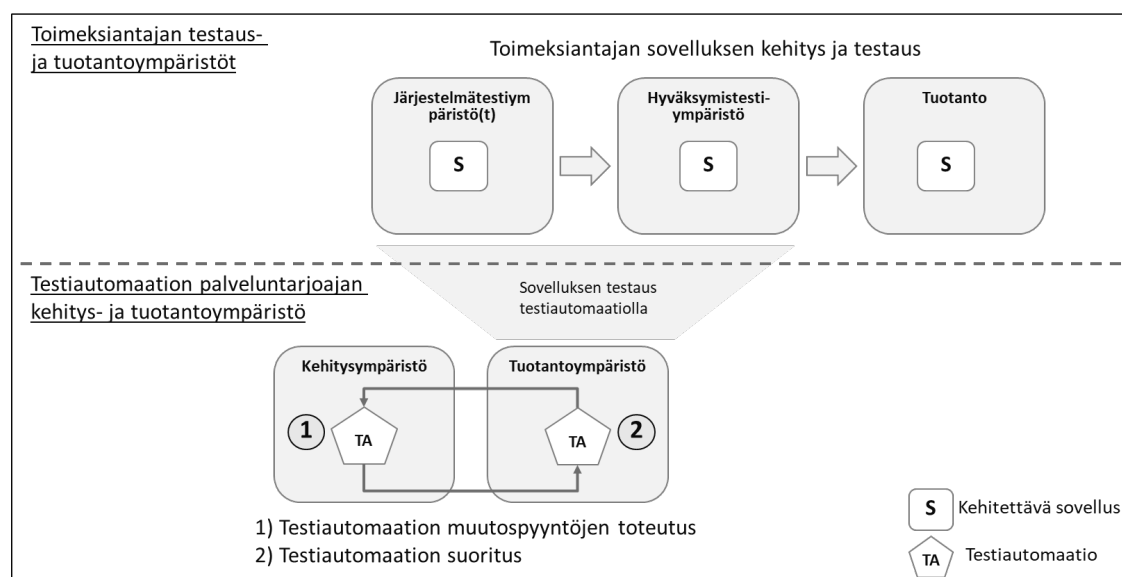 Toimeksiantajan testaus-
ja tuotantoympäristöt
Toimeksiantajan sovelluksen kehitys ja testaus
Järjestelmätestiym
päristö(t)
S
Hyväksymistesti-
ympäristö
S
Tuotanto
S
Testiautomaation palveluntarjoajan
kehitys- ja tuotantoympäristö
Sovelluksen testaus
testiautomaatiolla
Kehitysympäristö
1
TA
Tuotantoympäristö
TA
2
1) Testiautomaation muutospyyntöjen toteutus
2) Testiautomaation suoritus
S
Kehitettävä sovellus
TA
Testiautomaatio